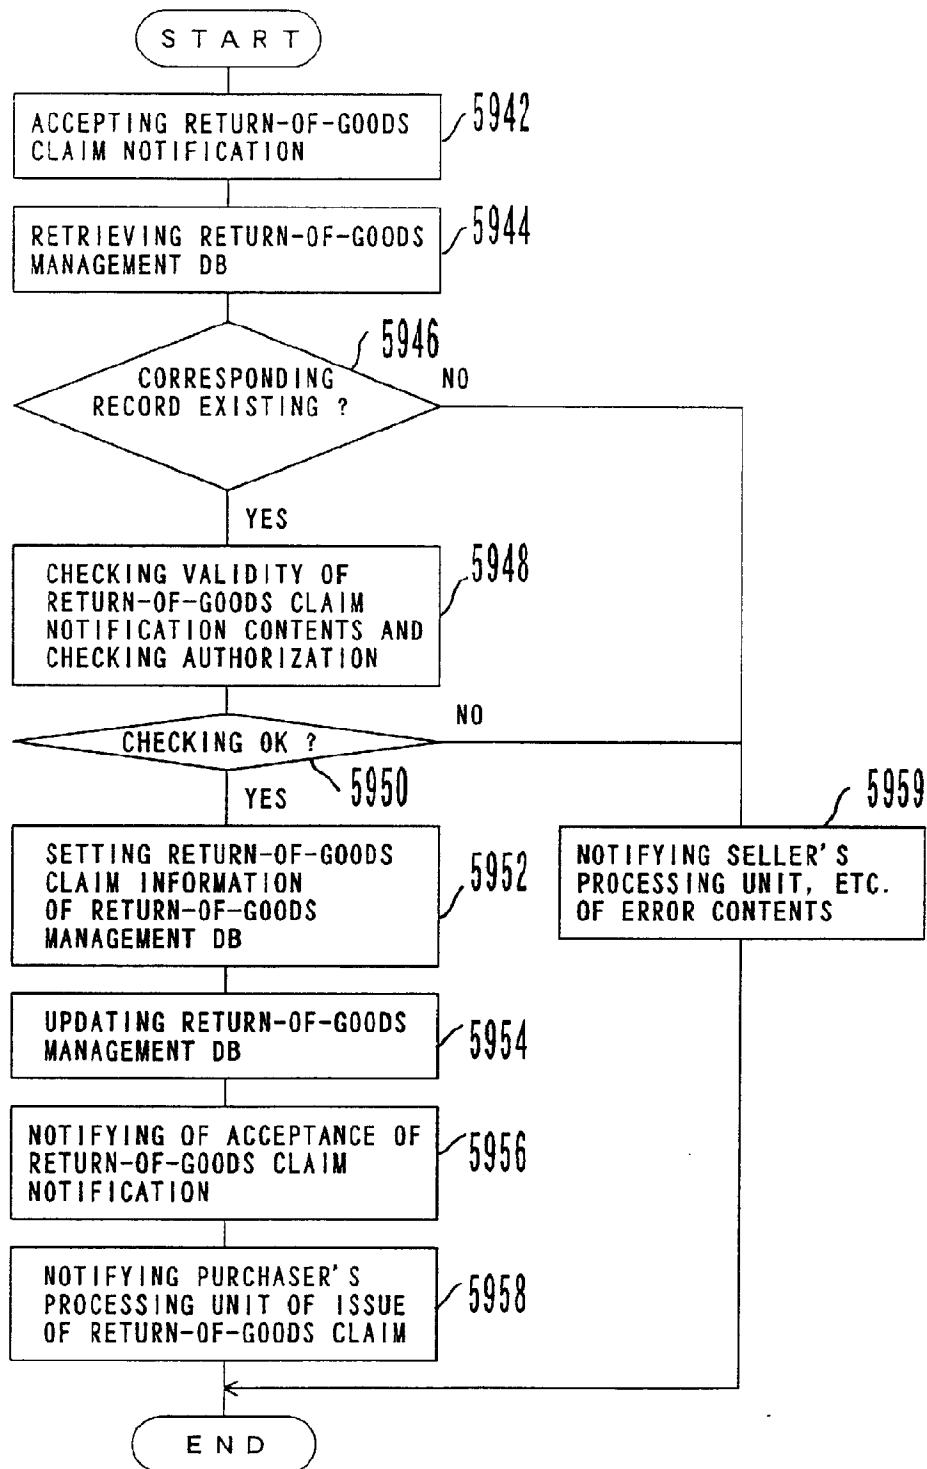 START
ACCEPTING RETURN-OF-GOODS
CLAIM NOTIFICATION
5942
RETRIEVING RETURN-OF-GOODS
MANAGEMENT DB
5944
5946
CORRESPONDING
RECORD EXISTING ?
NO
YES
CHECKING VALIDITY OF
RETURN-OF-GOODS CLAIM
NOTIFICATION CONTENTS AND
CHECKING AUTHORIZATION
5948
CHECKING OK ?
NO
5950
YES
SETTING RETURN-OF-GOODS
CLAIM INFORMATION
OF RETURN-OF-GOODS
MANAGEMENT DB
5952
5959
NOTIFYING SELLER'S
PROCESSING UNIT, ETC.
OF ERROR CONTENTS
UPDATING RETURN-OF-GOODS
MANAGEMENT DB
5954
NOTIFYING OF ACCEPTANCE OF
RETURN-OF-GOODS CLAIM
NOTIFICATION
5956
NOTIFYING PURCHASER'S
PROCESSING UNIT OF ISSUE
OF RETURN-OF-GOODS CLAIM
5958
END